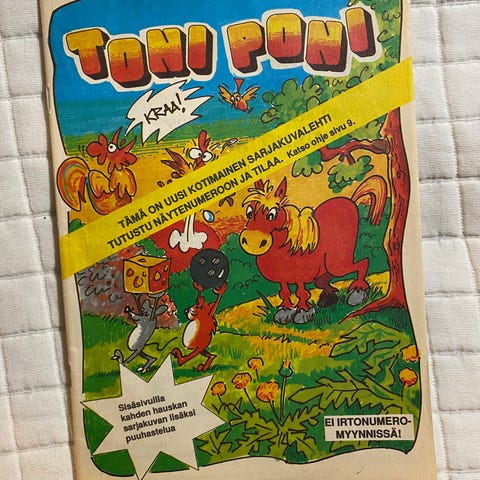 TONI PONI
KRAA!
TÄMÄ ON UUSI KOTIMAINEN SARJAKUVALEHTI
TUTUSTU NÄYTENUMEROON JA TILAA. Katso ohje sivu 9.
Sisäsivuilla
kahden hauskan
sarjakuvan lisäksi
puuhastelua
EI IRTONUMERO-
MYYNNISSÄ!